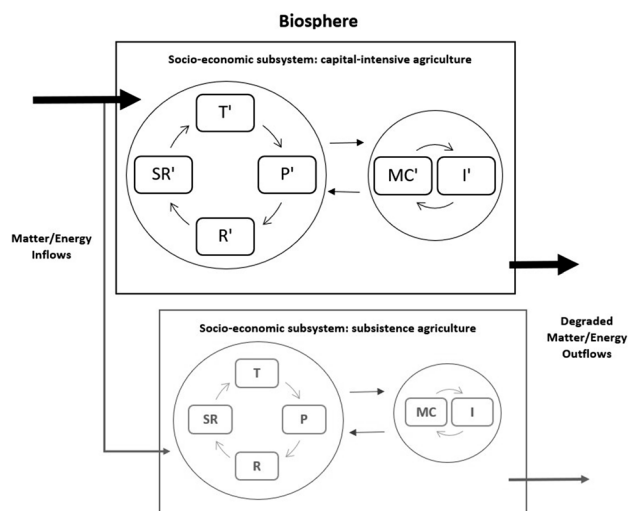 Biosphere
Socio-economic subsystem: capital-intensive agriculture
T'
SR'
P'
MC'
I'
R'
Matter/Energy
Inflows
Degraded
Matter/Energy
Outflows
Socio-economic subsystem: subsistence agriculture
T
SR
P
MC
I
R